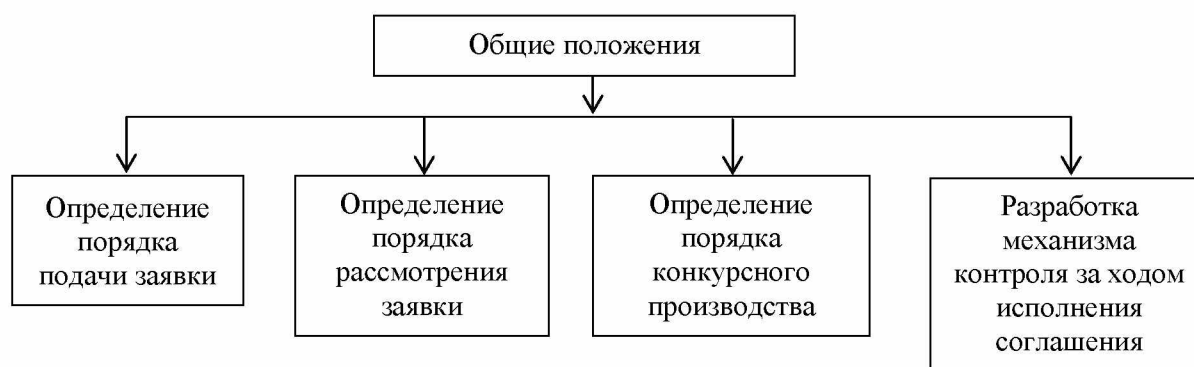 Общие положения
Определение
порядка
подачи заявки
Определение
порядка
рассмотрения
заявки
Определение
порядка
конкурсного
производства
Разработка
механизма
контроля за ходом
исполнения
соглашения